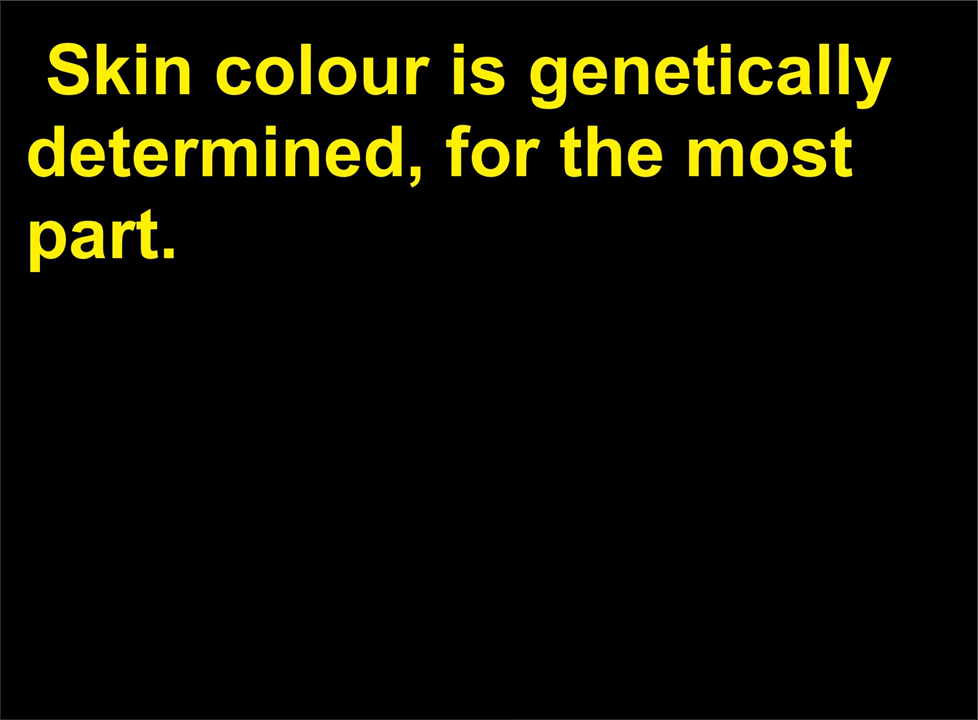 Skin colour is genetically
determined, for the most
part.